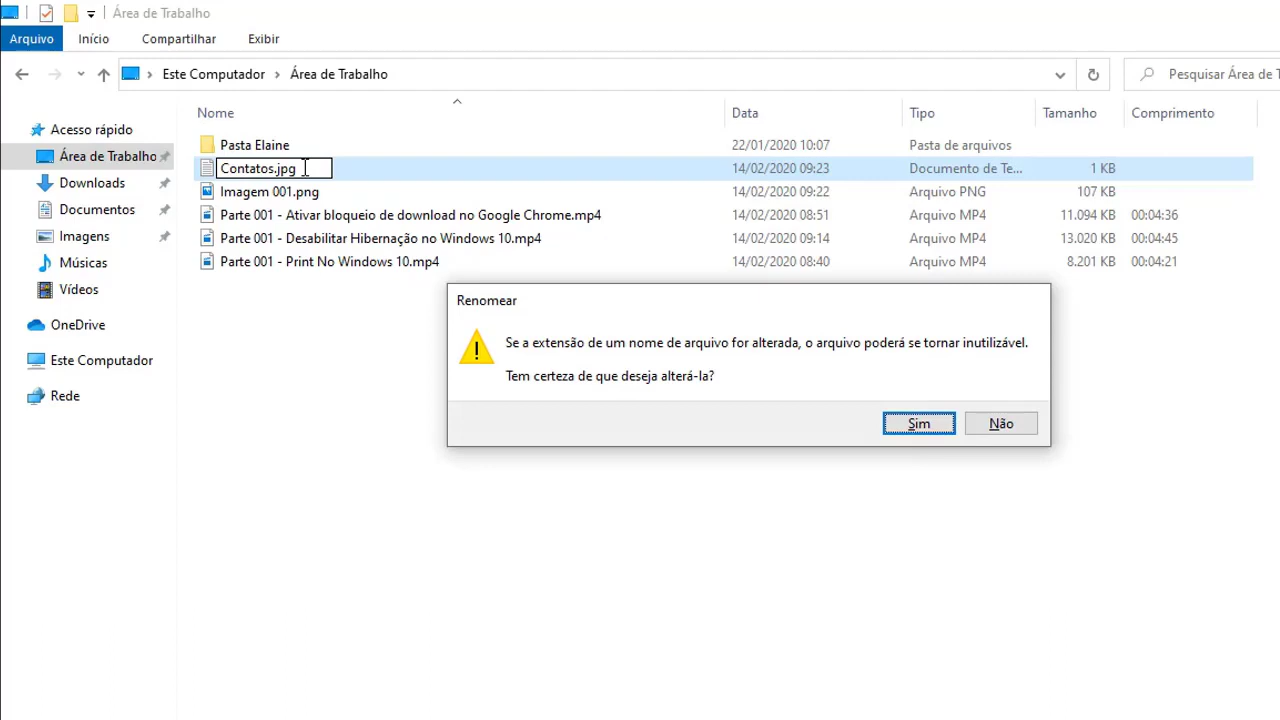 Área de Trabalho
Arquivo Início Compartilhar Exibir
Este Computador Área de Trabalho
Pesquisar Área de T
Nome Data Tipo Tamanho Comprimento
Acesso rápido
Área de Trabalho
Downloads
Documentos
Imagens
Músicas
Vídeos
OneDrive
Este Computador
Rede
Pasta Elaine 22/01/2020 10:07 Pasta de arquivos
Contatos.jpg 14/02/2020 09:23 Documento de Te... 1 KB
Imagem 001.png 14/02/2020 09:22 Arquivo PNG 107 KB
Parte 001 - Ativar bloqueio de download no Google Chrome.mp4 14/02/2020 08:51 Arquivo MP4 11.094 KB 00:04:36
Parte 001 - Desabilitar Hibernação no Windows 10.mp4 14/02/2020 09:14 Arquivo MP4 13.020 KB 00:04:45
Parte 001 - Print No Windows 10.mp4 14/02/2020 08:40 Arquivo MP4 8.201 KB 00:04:21
Renomear
Se a extensão de um nome de arquivo for alterada, o arquivo poderá se tornar inutilizável.
Tem certeza de que deseja alterá-la?
Sim Não